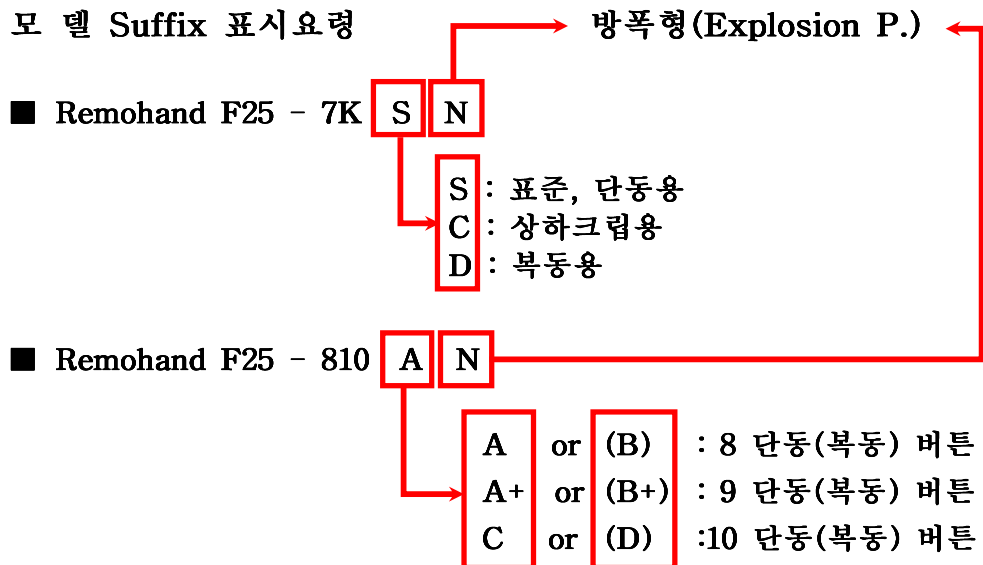 모 델 Suffix 표시요령 방폭형(Explosion P.)
■ Remohand F25 - 7K S N
S : 표준, 단동용
C : 상하크립용
D : 복동용
■ Remohand F25 - 810 A N
A or (B) : 8 단동(복동) 버튼
A+ or (B+) : 9 단동(복동) 버튼
C or (D) :10 단동(복동) 버튼